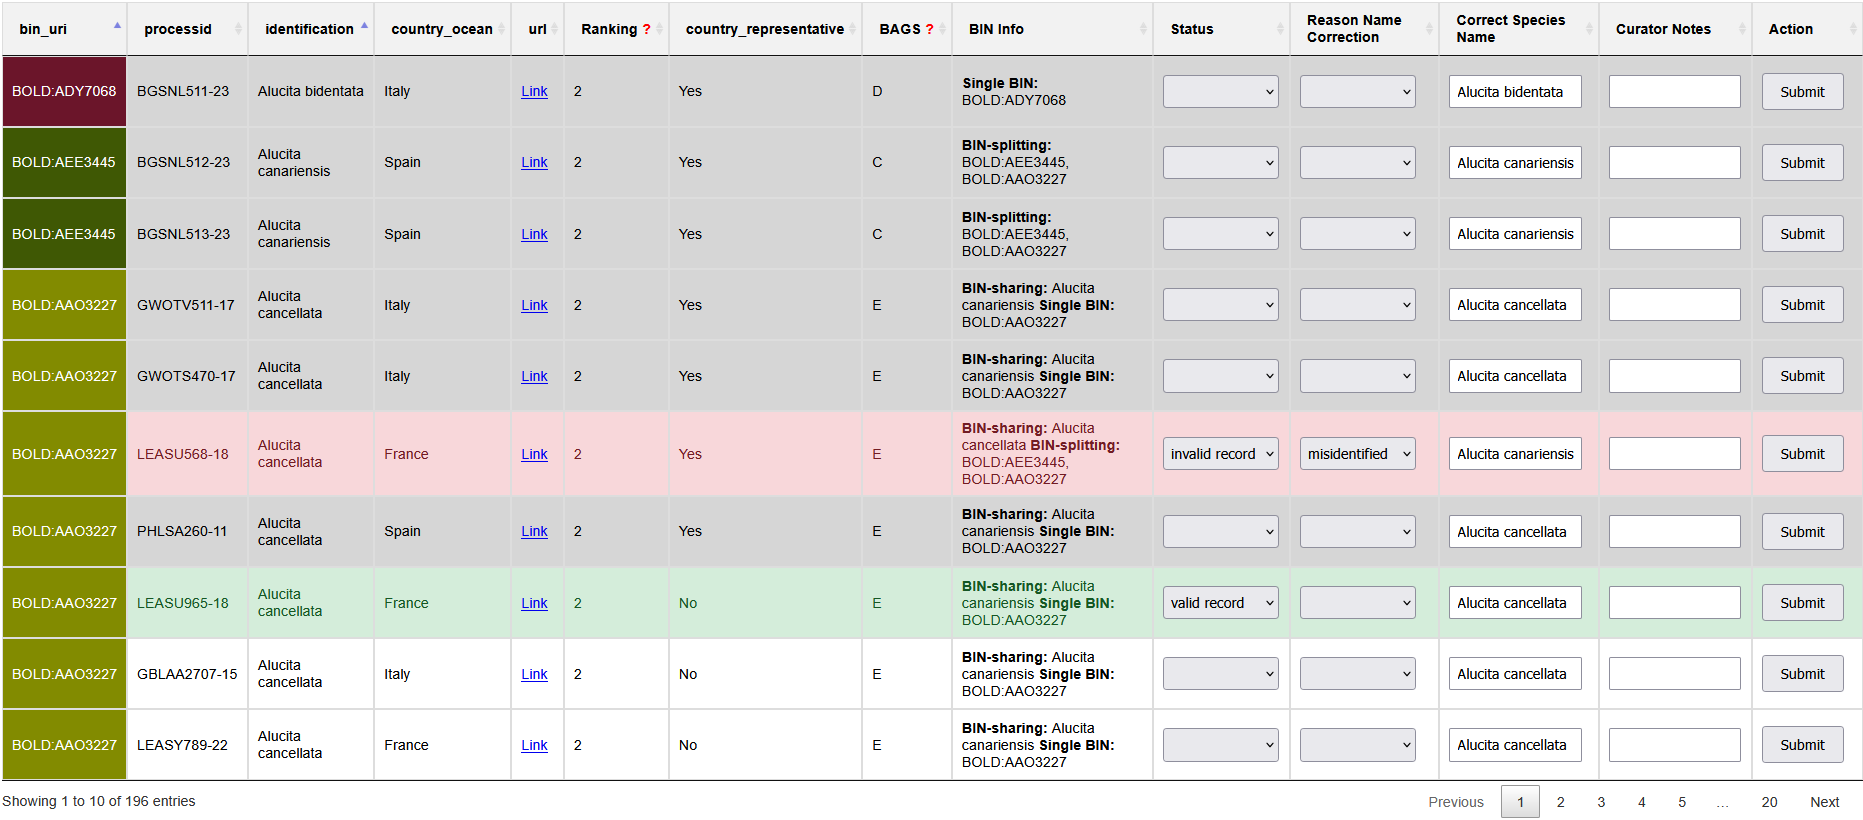 bin_uri processid identification country_ocean url Ranking ? country_representative BAGS ? BIN Info Status Reason Name Correction Correct Species Name Curator Notes Action
BOLD:ADY7068 BGSNL511-23 Alucita bidentata Italy Link 2 Yes D Single BIN: BOLD:ADY7068 Alucita bidentata Submit
BOLD:AEE3445 BGSNL512-23 Alucita canariensis Spain Link 2 Yes C BIN-splitting: BOLD:AEE3445, BOLD:AAO3227 Alucita canariensis Submit
BOLD:AEE3445 BGSNL513-23 Alucita canariensis Spain Link 2 Yes C BIN-splitting: BOLD:AEE3445, BOLD:AAO3227 Alucita canariensis Submit
BOLD:AAO3227 GWOTV511-17 Alucita cancellata Italy Link 2 Yes E BIN-sharing: Alucita canariensis Single BIN: BOLD:AAO3227 Alucita cancellata Submit
BOLD:AAO3227 GWOTS470-17 Alucita cancellata Italy Link 2 Yes E BIN-sharing: Alucita canariensis Single BIN: BOLD:AAO3227 Alucita cancellata Submit
BOLD:AAO3227 LEASU568-18 Alucita cancellata France Link 2 Yes E BIN-sharing: Alucita cancellata BIN-splitting: BOLD:AEE3445, BOLD:AAO3227 invalid record misidentified Alucita canariensis Submit
BOLD:AAO3227 PHLSA260-11 Alucita cancellata Spain Link 2 Yes E BIN-sharing: Alucita canariensis Single BIN: BOLD:AAO3227 Alucita cancellata Submit
BOLD:AAO3227 LEASU965-18 Alucita cancellata France Link 2 No E BIN-sharing: Alucita canariensis Single BIN: BOLD:AAO3227 valid record Alucita cancellata Submit
BOLD:AAO3227 GBLAA2707-15 Alucita cancellata Italy Link 2 No E BIN-sharing: Alucita canariensis Single BIN: BOLD:AAO3227 Alucita cancellata Submit
BOLD:AAO3227 LEASY789-22 Alucita cancellata France Link 2 No E BIN-sharing: Alucita canariensis Single BIN: BOLD:AAO3227 Alucita cancellata Submit
Showing 1 to 10 of 196 entries Previous 1 2 3 4 5 … 20 Next